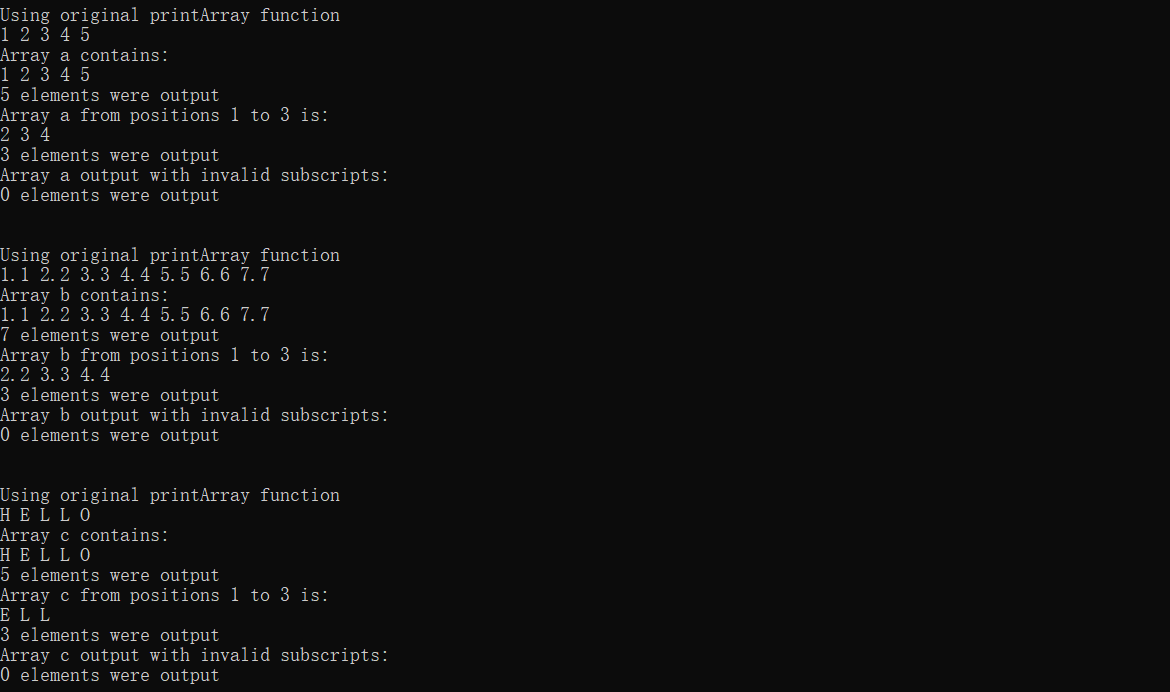 Using original printArray function
1 2 3 4 5
Array a contains:
1 2 3 4 5
5 elements were output
Array a from positions 1 to 3 is:
2 3 4
3 elements were output
Array a output with invalid subscripts:
0 elements were output
Using original printArray function
1.1 2.2 3.3 4.4 5.5 6.6 7.7
Array b contains:
1.1 2.2 3.3 4.4 5.5 6.6 7.7
7 elements were output
Array b from positions 1 to 3 is:
2.2 3.3 4.4
3 elements were output
Array b output with invalid subscripts:
0 elements were output
Using original printArray function
H E L L O
Array c contains:
H E L L O
5 elements were output
Array c from positions 1 to 3 is:
E L L
3 elements were output
Array c output with invalid subscripts:
0 elements were output